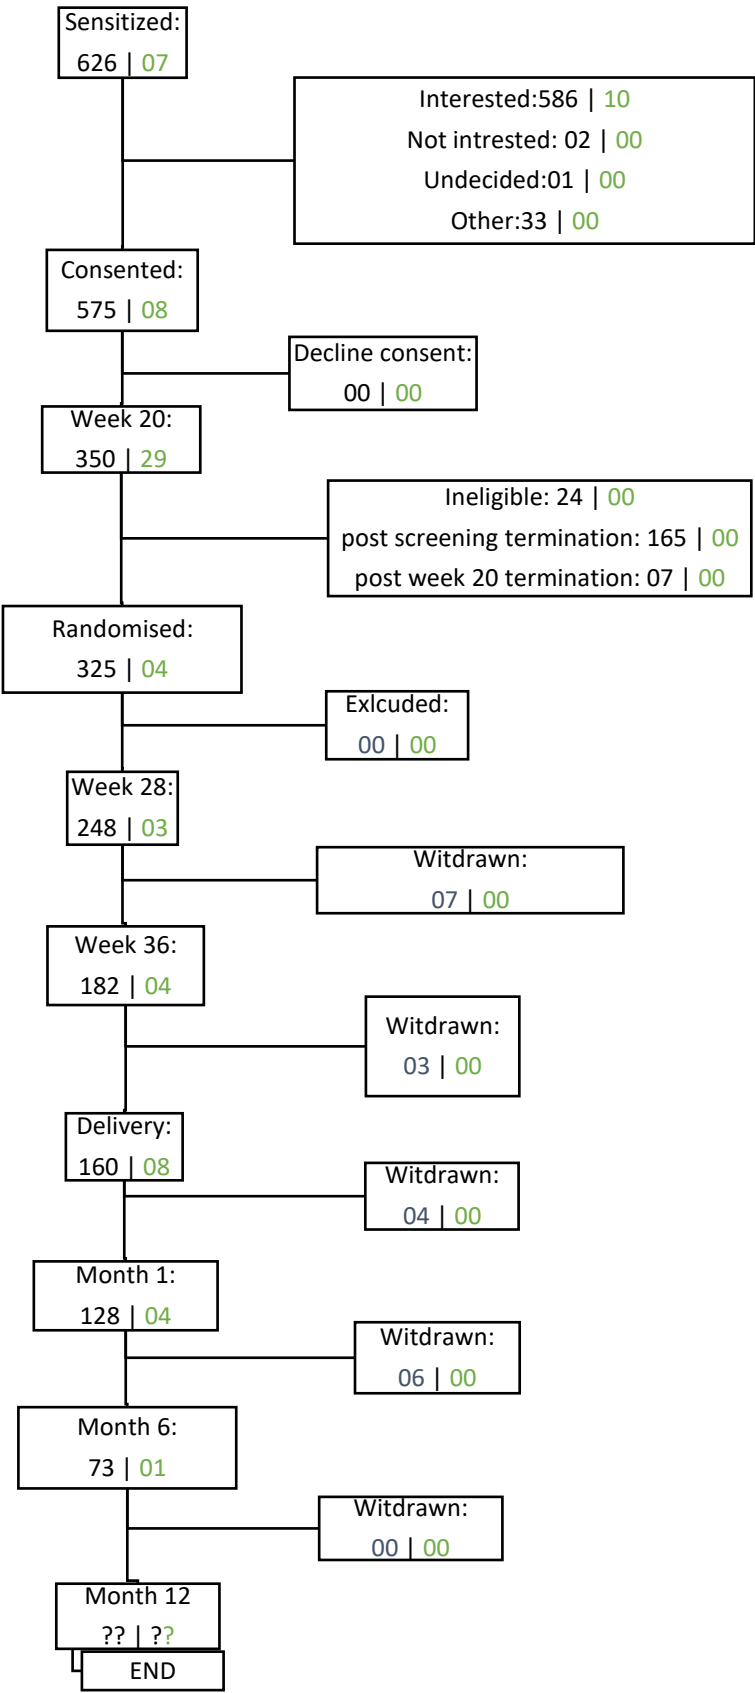 Sensitized:
626 | 07
Interested:586 | 10
Not intrested: 02 | 00
Undecided:01 | 00
Other:33 | 00
Consented:
575 | 08
Decline consent:
00 | 00
Week 20:
350 | 29
Ineligible: 24 | 00
post screening termination: 165 | 00
post week 20 termination: 07 | 00
Randomised:
325 | 04
Exlcuded:
00 | 00
Week 28:
248 | 03
Witdrawn:
07 | 00
Week 36:
182 | 04
Witdrawn:
03 | 00
Delivery:
160 | 08
Witdrawn:
04 | 00
Month 1:
128 | 04
Witdrawn:
06 | 00
Month 6:
73 | 01
Witdrawn:
00 | 00
Month 12
?? | ??
END